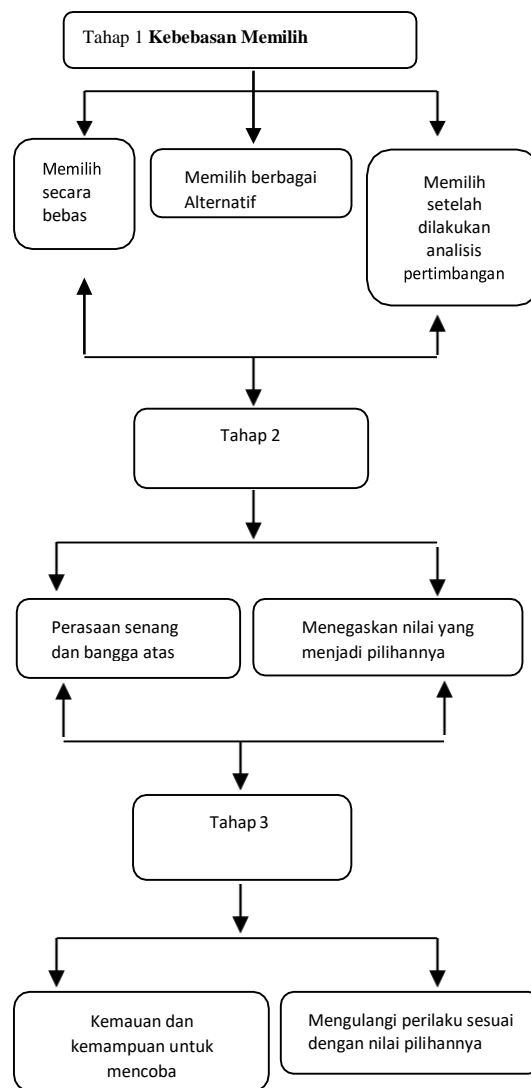 Tahap 1 Kebebasan Memilih
Memilih
secara
bebas
Memilih berbagai
Alternatif
Memilih
setelah
dilakukan
analisis
pertimbangan
Tahap 2
Perasaan senang
dan bangga atas
Menegaskan nilai yang
menjadi pilihannya
Tahap 3
Kemauan dan
kemampuan untuk
mencoba
Mengulangi perilaku sesuai
dengan nilai pilihannya